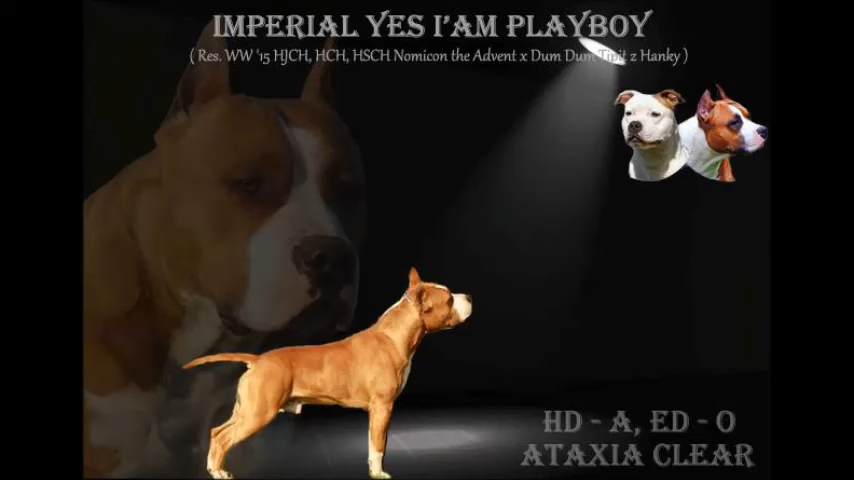 IMPERIAL YES I'AM PLAYBOY
( Res. WW '15 HJCH, HCH, HSCH Nomicon the Advent x Dum Dum Tipit z Hanky )
HD - A, ED - O
ATAXIA CLEAR